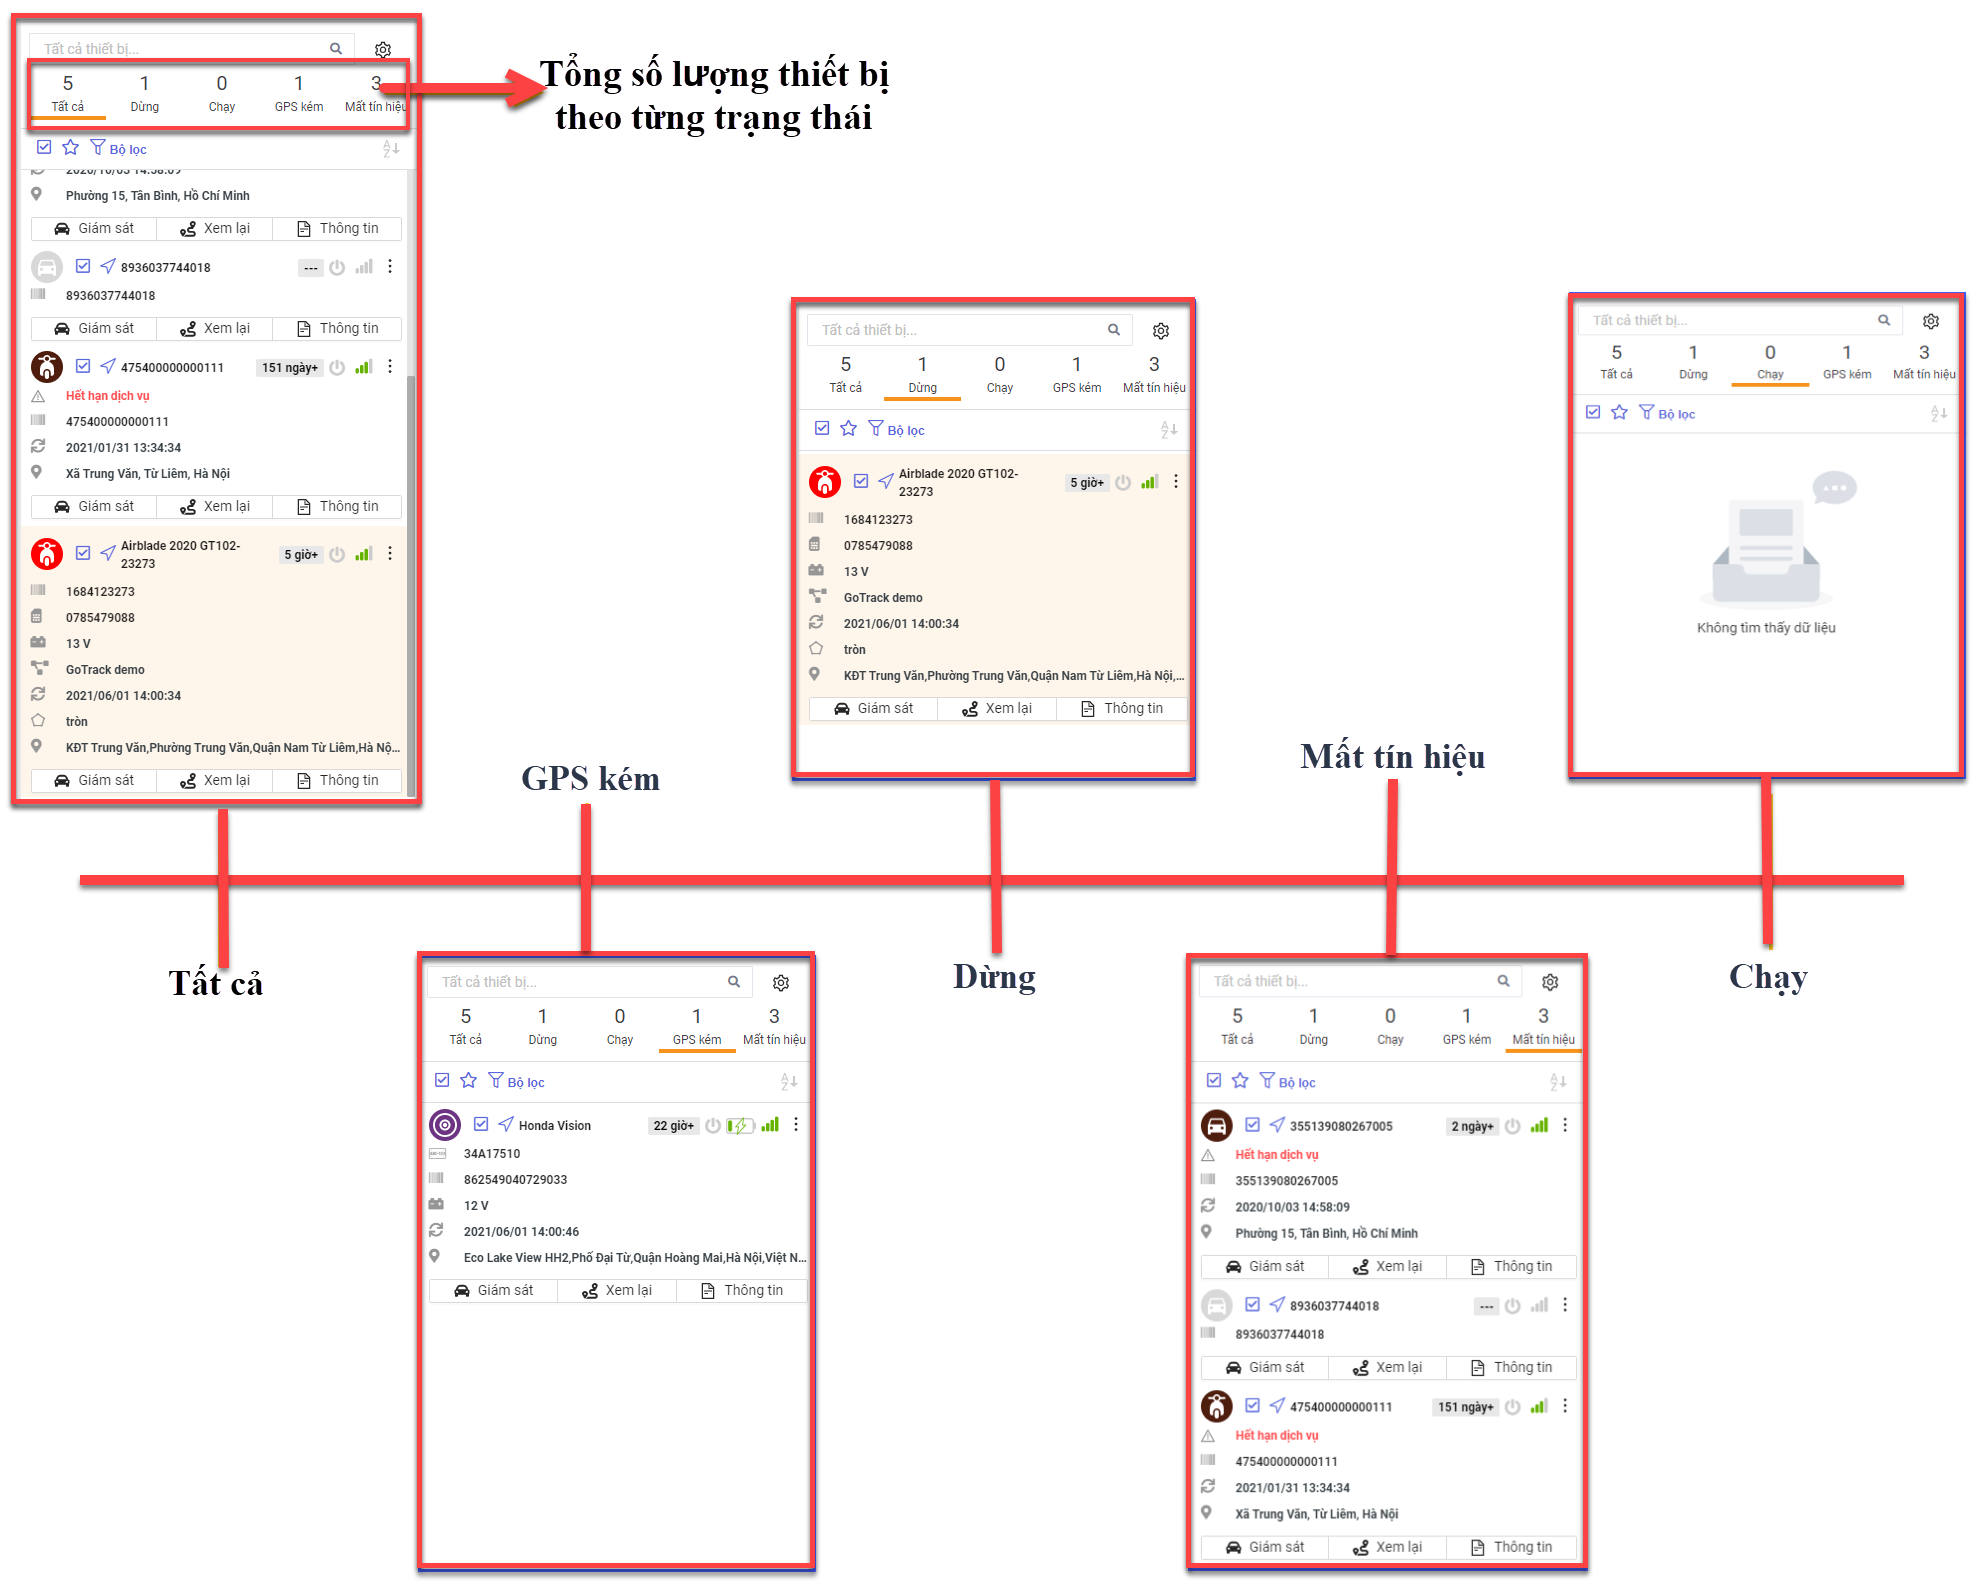 Tất cả thiết bị...
5 1 0 1 3
Tất cả Dừng Chạy GPS kém Mất tín hiệu
Tổng số lượng thiết bị
theo từng trạng thái
Bộ lọc
2020/10/03 14:58:09
Phường 15, Tân Bình, Hồ Chí Minh
Giám sát Xem lại Thông tin
8936037744018 ---
8936037744018
Giám sát Xem lại Thông tin
475400000000111 151 ngày+
Hết hạn dịch vụ
475400000000111
2021/01/31 13:34:34
Xã Trung Văn, Từ Liêm, Hà Nội
Giám sát Xem lại Thông tin
Airblade 2020 GT102-
23273
5 giờ+
1684123273
0785479088
13 V
GoTrack demo
2021/06/01 14:00:34
tròn
KĐT Trung Văn,Phường Trung Văn,Quận Nam Từ Liêm,Hà Nộ...
Giám sát Xem lại Thông tin
Tất cả
GPS kém
Tất cả thiết bị...
5 1 0 1 3
Tất cả Dừng Chạy GPS kém Mất tín hiệu
Bộ lọc
Honda Vision 22 giờ+
34A17510
862549040729033
12 V
2021/06/01 14:00:46
Eco Lake View HH2,Phố Đại Từ,Quận Hoàng Mai,Hà Nội,Việt N...
Giám sát Xem lại Thông tin
Tất cả thiết bị...
5 1 0 1 3
Tất cả Dừng Chạy GPS kém Mất tín hiệu
Bộ lọc
Airblade 2020 GT102-
23273
5 giờ+
1684123273
0785479088
13 V
GoTrack demo
2021/06/01 14:00:34
tròn
KĐT Trung Văn,Phường Trung Văn,Quận Nam Từ Liêm,Hà Nội,...
Giám sát Xem lại Thông tin
Dừng
Mất tín hiệu
Tất cả thiết bị...
5 1 0 1 3
Tất cả Dừng Chạy GPS kém Mất tín hiệu
Bộ lọc
355139080267005 2 ngày+
Hết hạn dịch vụ
355139080267005
2020/10/03 14:58:09
Phường 15, Tân Bình, Hồ Chí Minh
Giám sát Xem lại Thông tin
8936037744018 ---
8936037744018
Giám sát Xem lại Thông tin
475400000000111 151 ngày+
Hết hạn dịch vụ
475400000000111
2021/01/31 13:34:34
Xã Trung Văn, Từ Liêm, Hà Nội
Giám sát Xem lại Thông tin
Tất cả thiết bị...
5 1 0 1 3
Tất cả Dừng Chạy GPS kém Mất tín hiệu
Bộ lọc
Không tìm thấy dữ liệu
Chạy